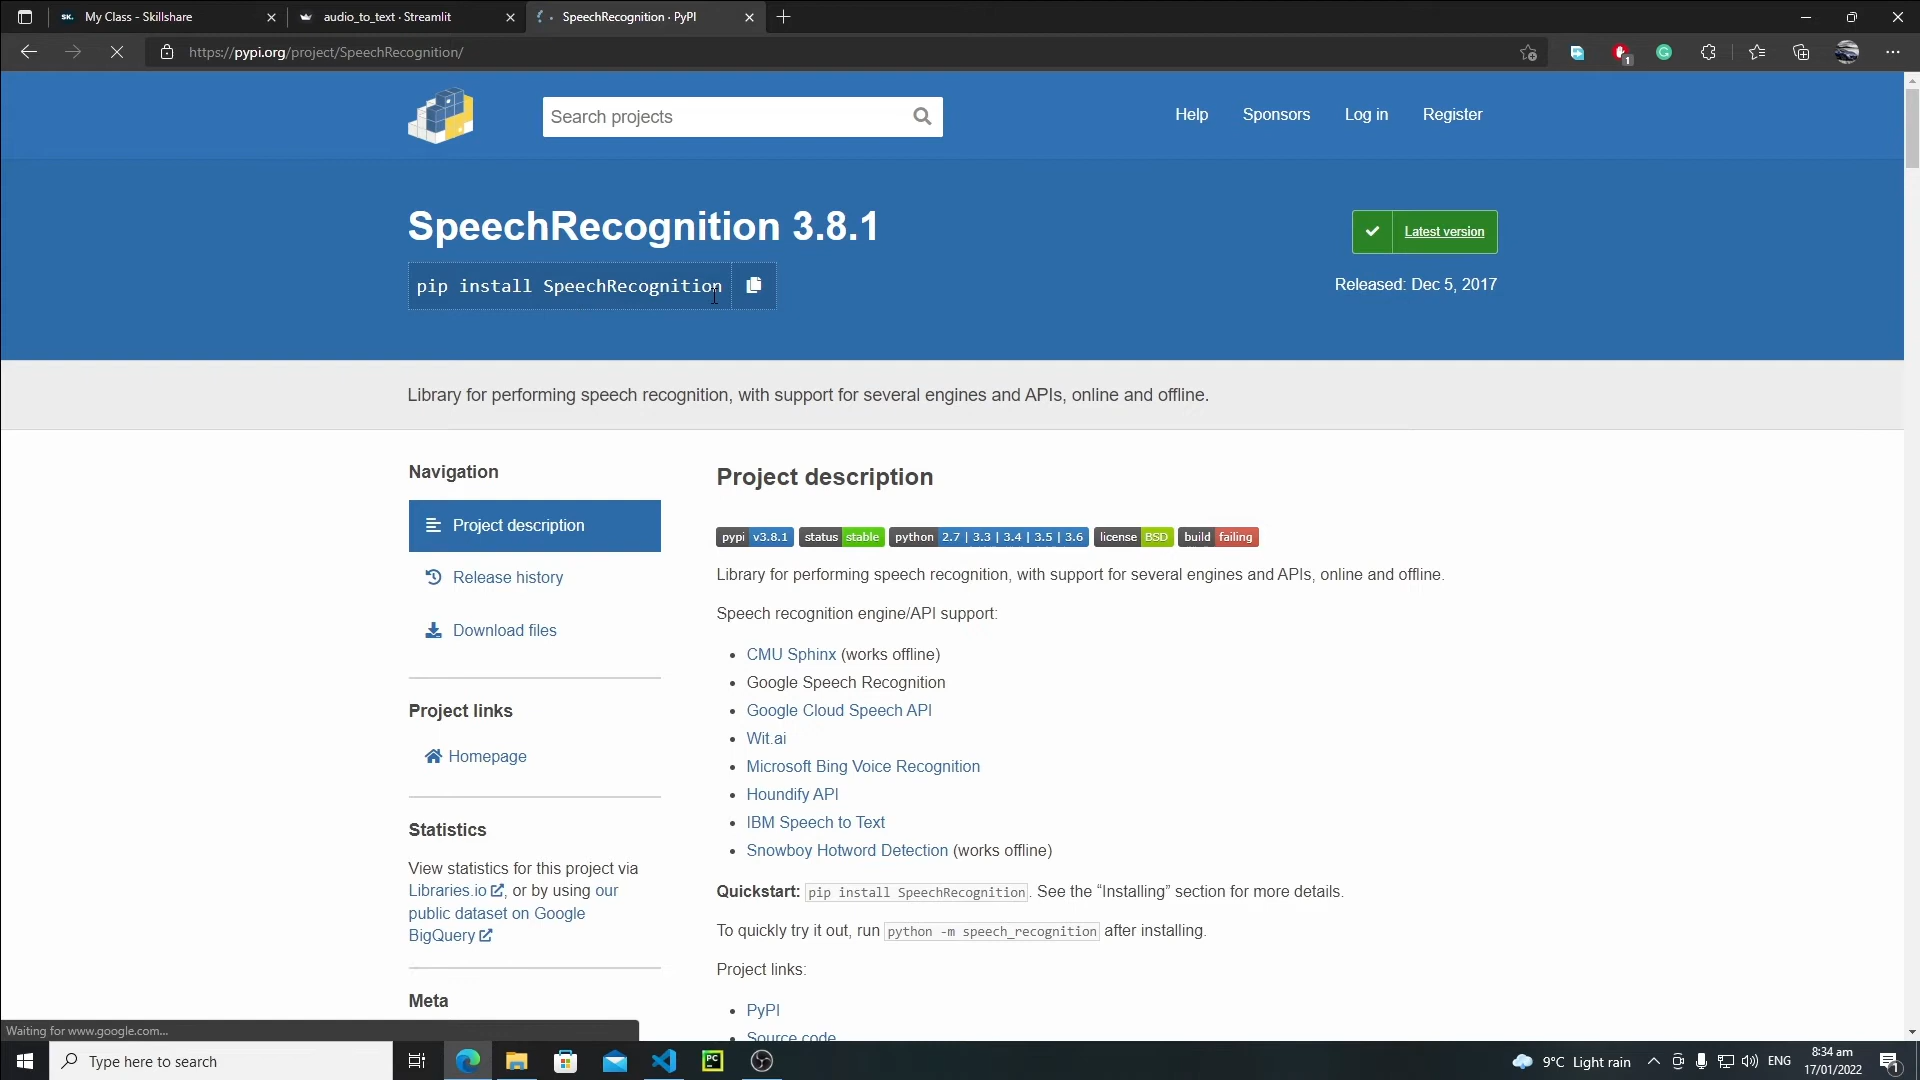 My Class - Skillshare
audio_to_text · Streamlit
SpeechRecognition · PyPI
https://pypi.org/project/SpeechRecognition/
1
Search projects
Help
Sponsors
Log in
Register
SpeechRecognition 3.8.1
pip install SpeechRecognition
Latest version
Released: Dec 5, 2017
Library for performing speech recognition, with support for several engines and APIs, online and offline.
Navigation
Project description
Release history
Download files
Project links
Homepage
Statistics
View statistics for this project via
Libraries.io, or by using our
public dataset on Google
BigQuery
Meta
Project description
pypi v3.8.1 status stable python 2.7 | 3.3 | 3.4 | 3.5 | 3.6 license BSD build failing
Library for performing speech recognition, with support for several engines and APIs, online and offline.
Speech recognition engine/API support:
• CMU Sphinx (works offline)
• Google Speech Recognition
• Google Cloud Speech API
• Wit.ai
• Microsoft Bing Voice Recognition
• Houndify API
• IBM Speech to Text
• Snowboy Hotword Detection (works offline)
Quickstart: pip install SpeechRecognition. See the “Installing” section for more details.
To quickly try it out, run python -m speech_recognition after installing.
Project links:
• PyPI
• Source code
Waiting for www.google.com...
Type here to search
PC
9°C Light rain
ENG
8:34 am
17/01/2022
1